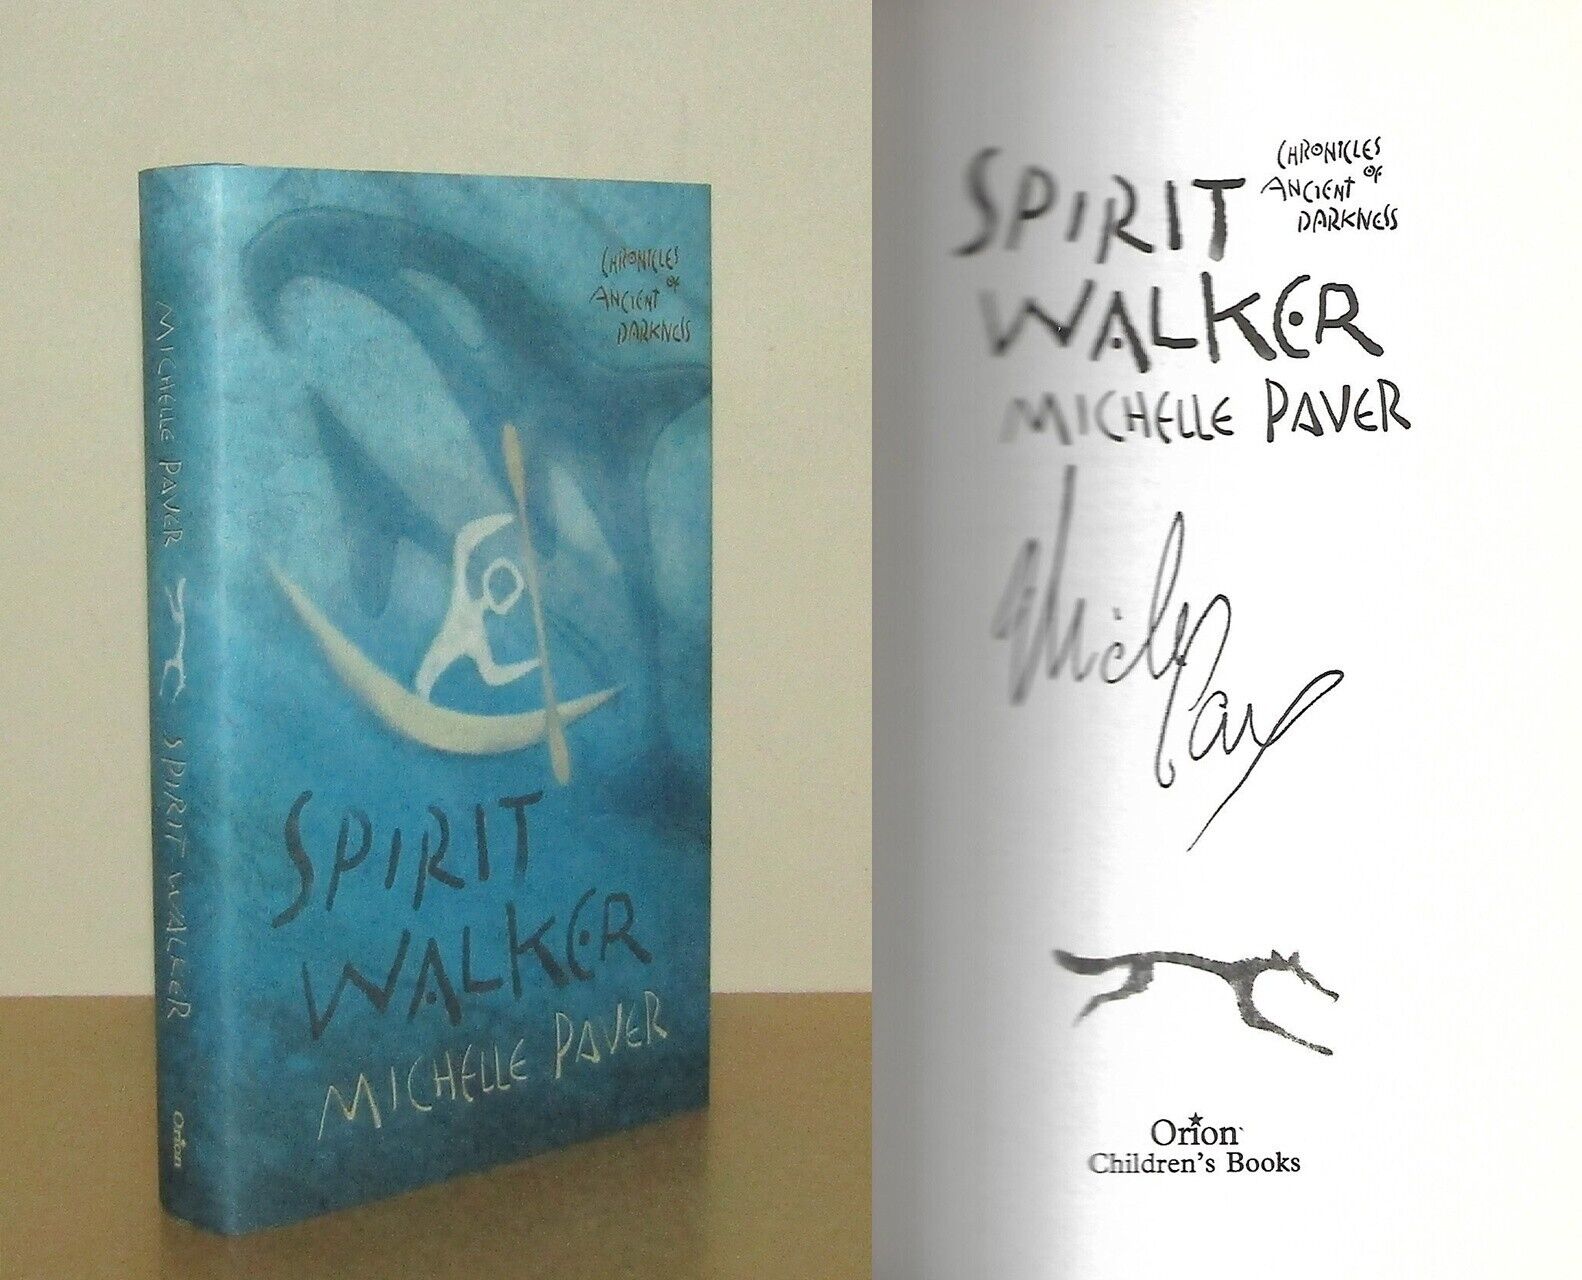 MICHELLE PAVER SPIRIT WALKER Orion
CHRONICLES
OF
ANCIENT
DARKNESS
SPIRIT
WALKER
MICHELLE PAVER
CHRONICLES
OF
ANCIENT
DARKNESS
SPIRIT
WALKER
MICHELLE PAVER
Orion
Children's Books